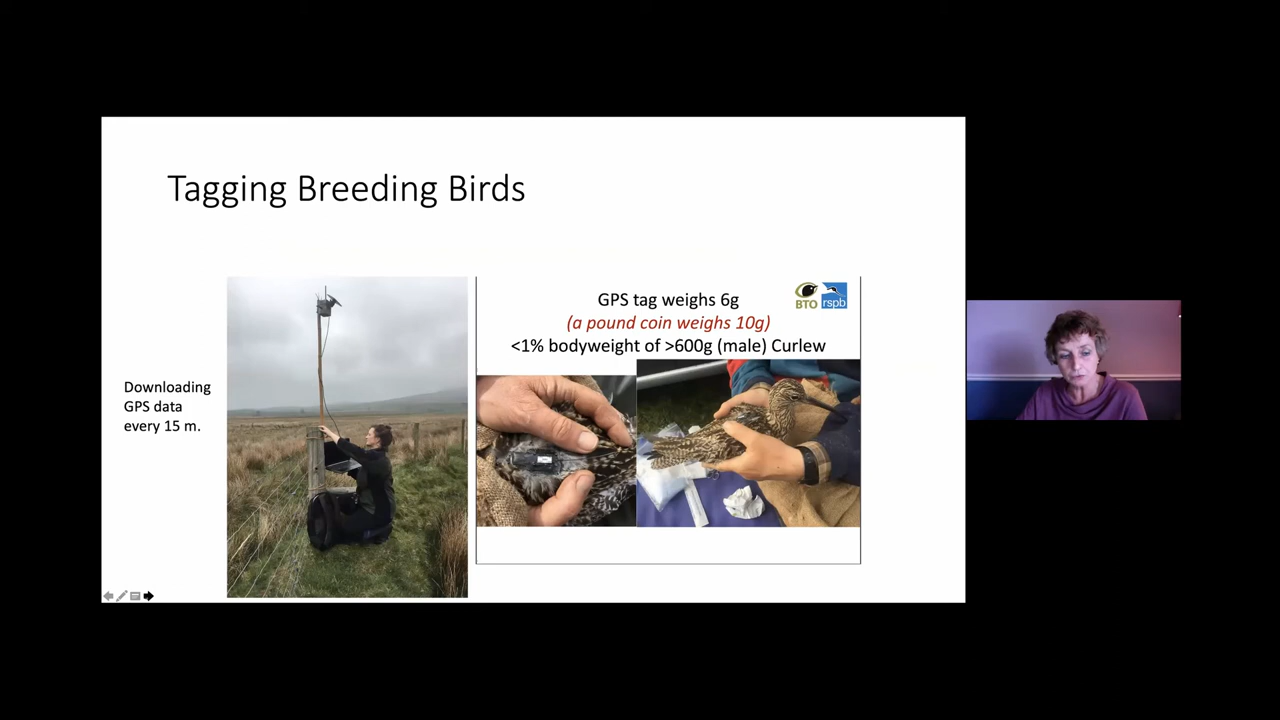 Tagging Breeding Birds
Downloading
GPS data
every 15 m.
GPS tag weighs 6g
(a pound coin weighs 10g)
<1% bodyweight of >600g (male) Curlew
BTO
rspb